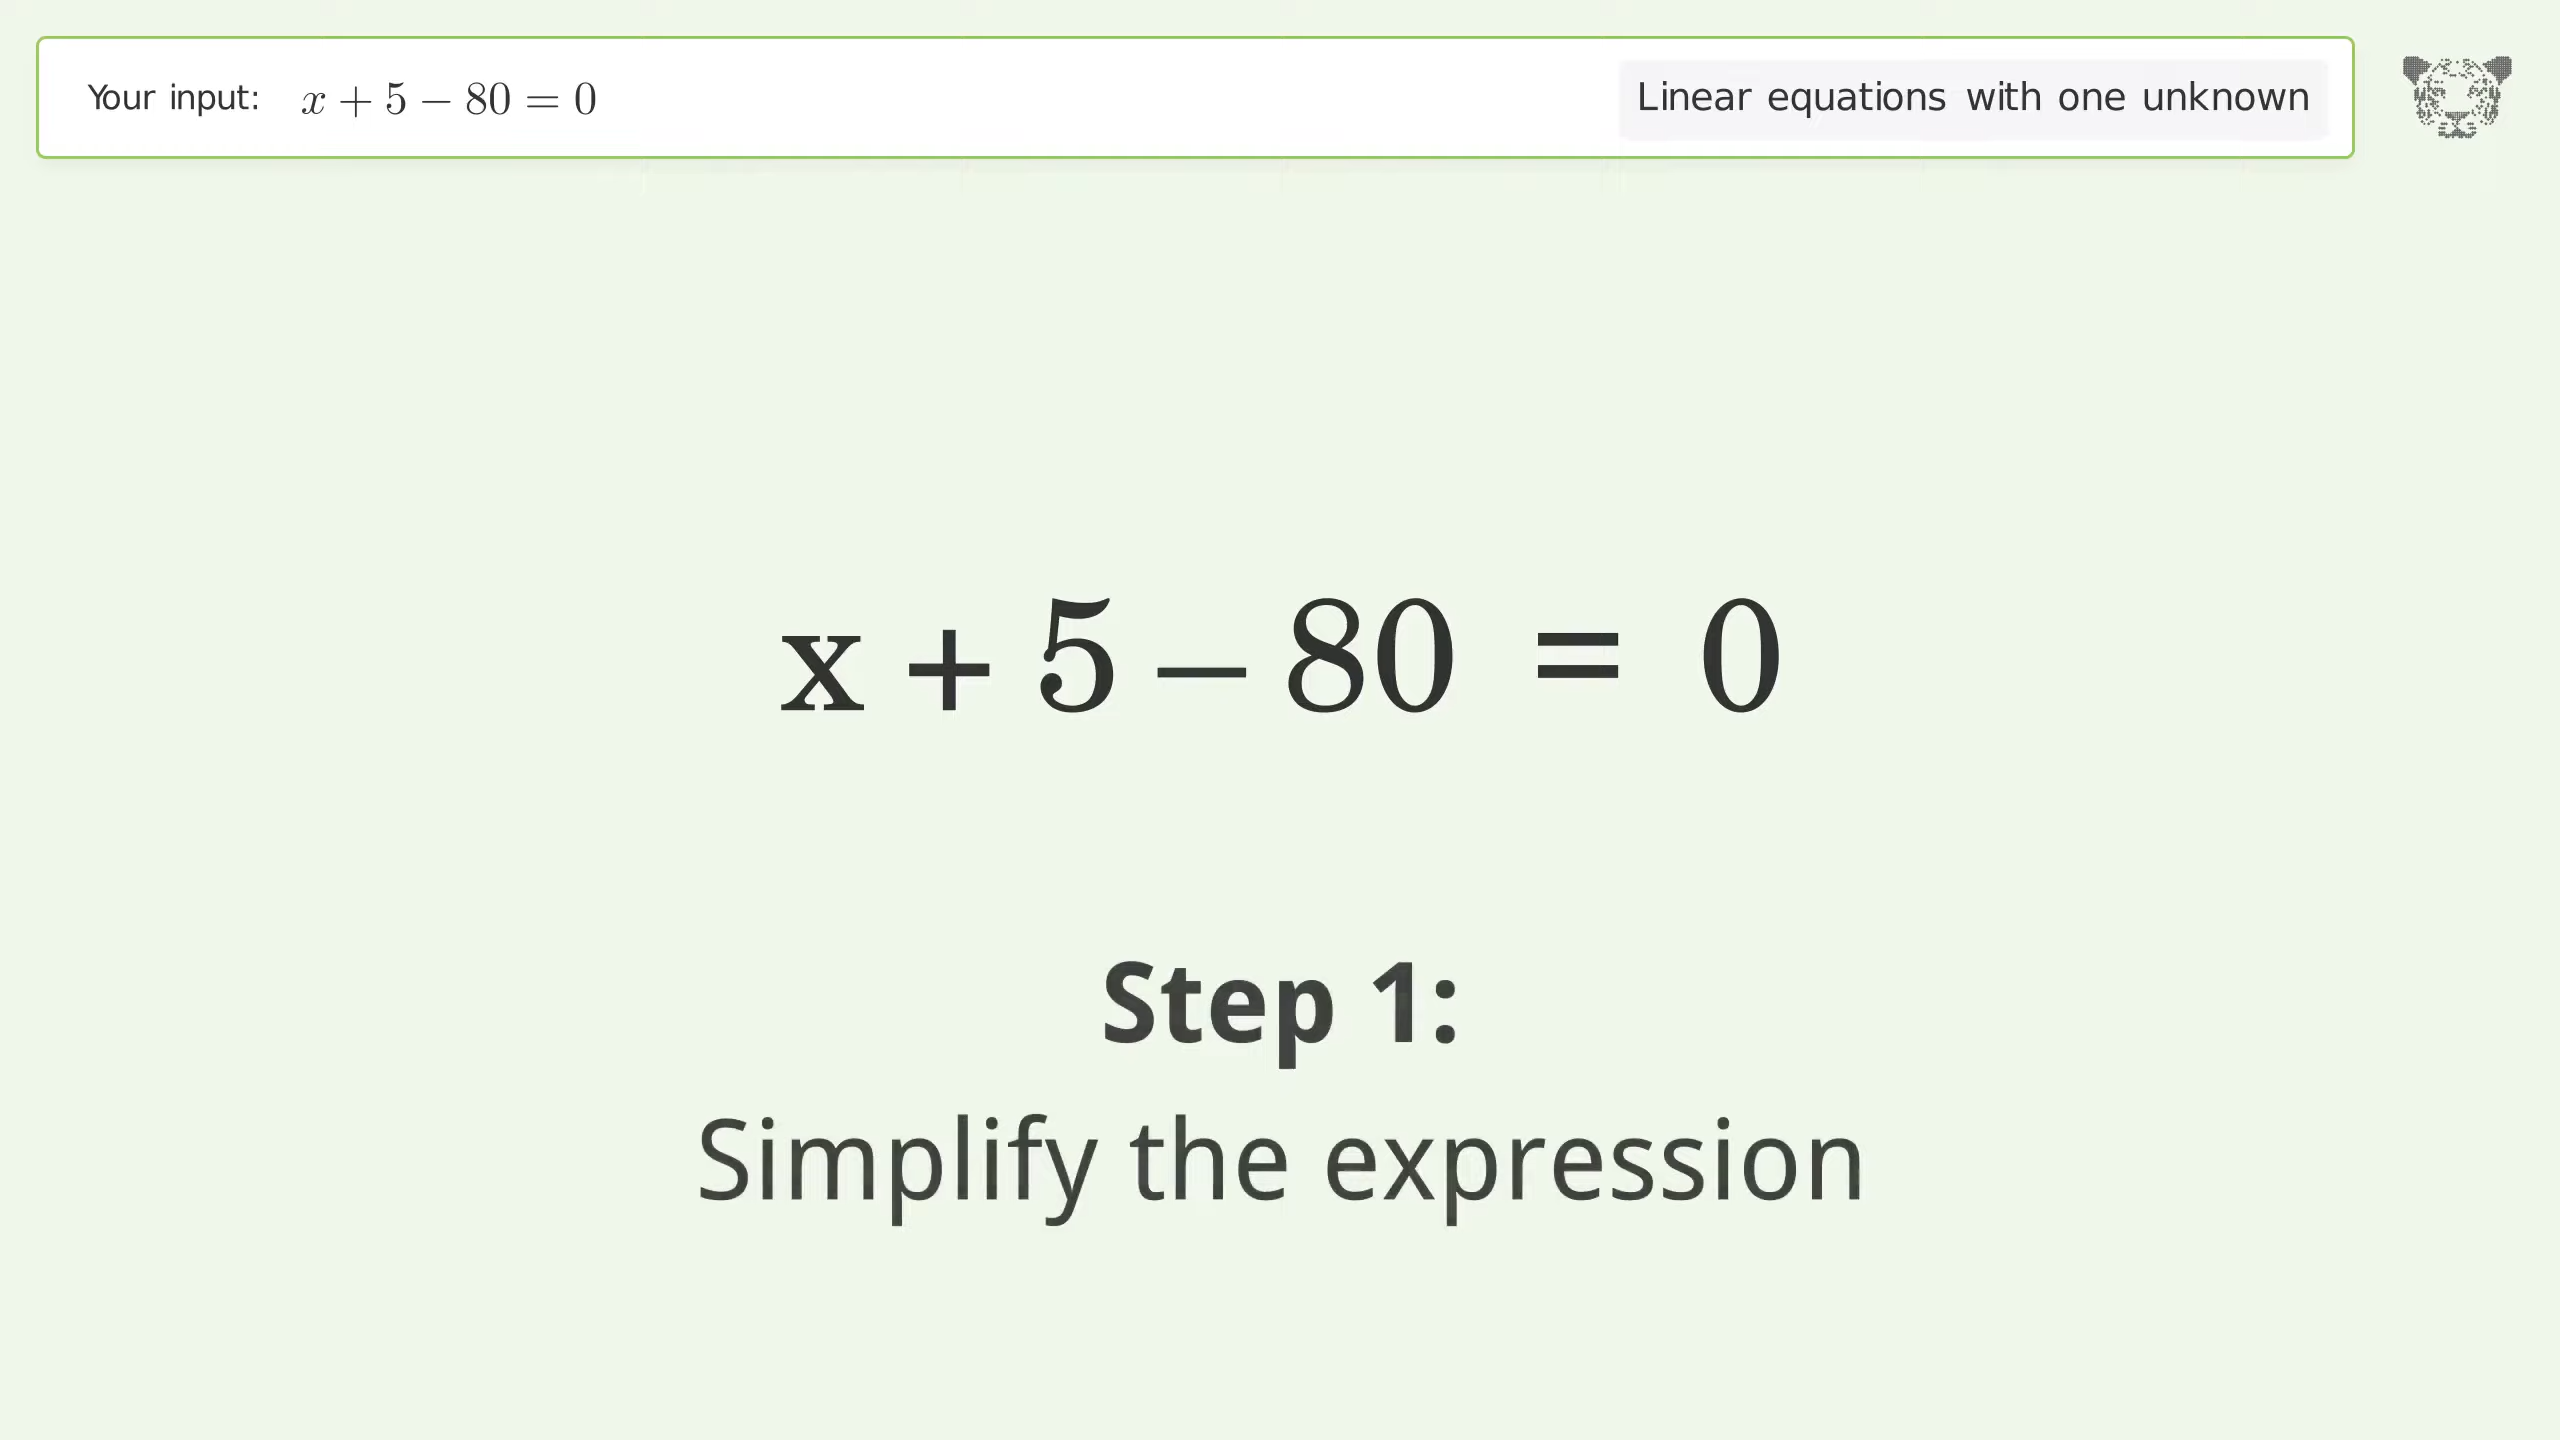 Your input: x + 5 − 80 = 0
Linear equations with one unknown
x + 5 – 80 = 0
Step 1:
Simplify the expression